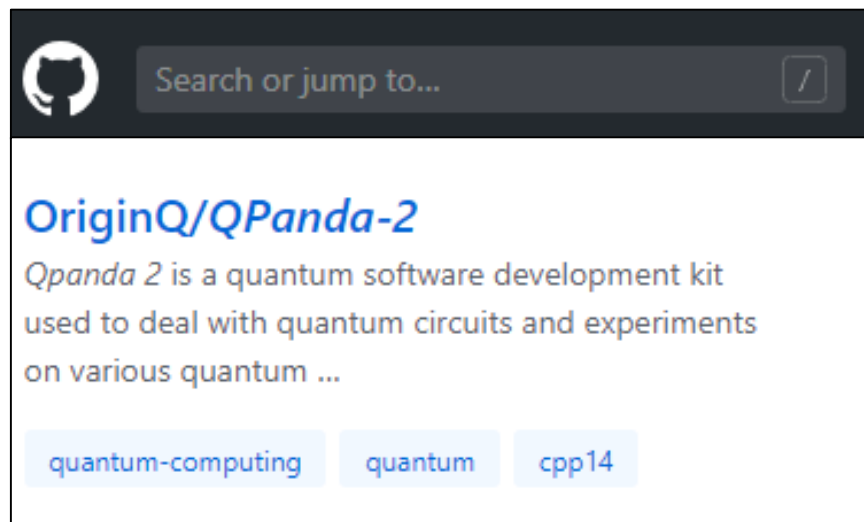 Search or jump to...
/
OriginQ/QPanda-2
Qpanda 2 is a quantum software development kit
used to deal with quantum circuits and experiments
on various quantum ...
quantum-computing quantum cpp14